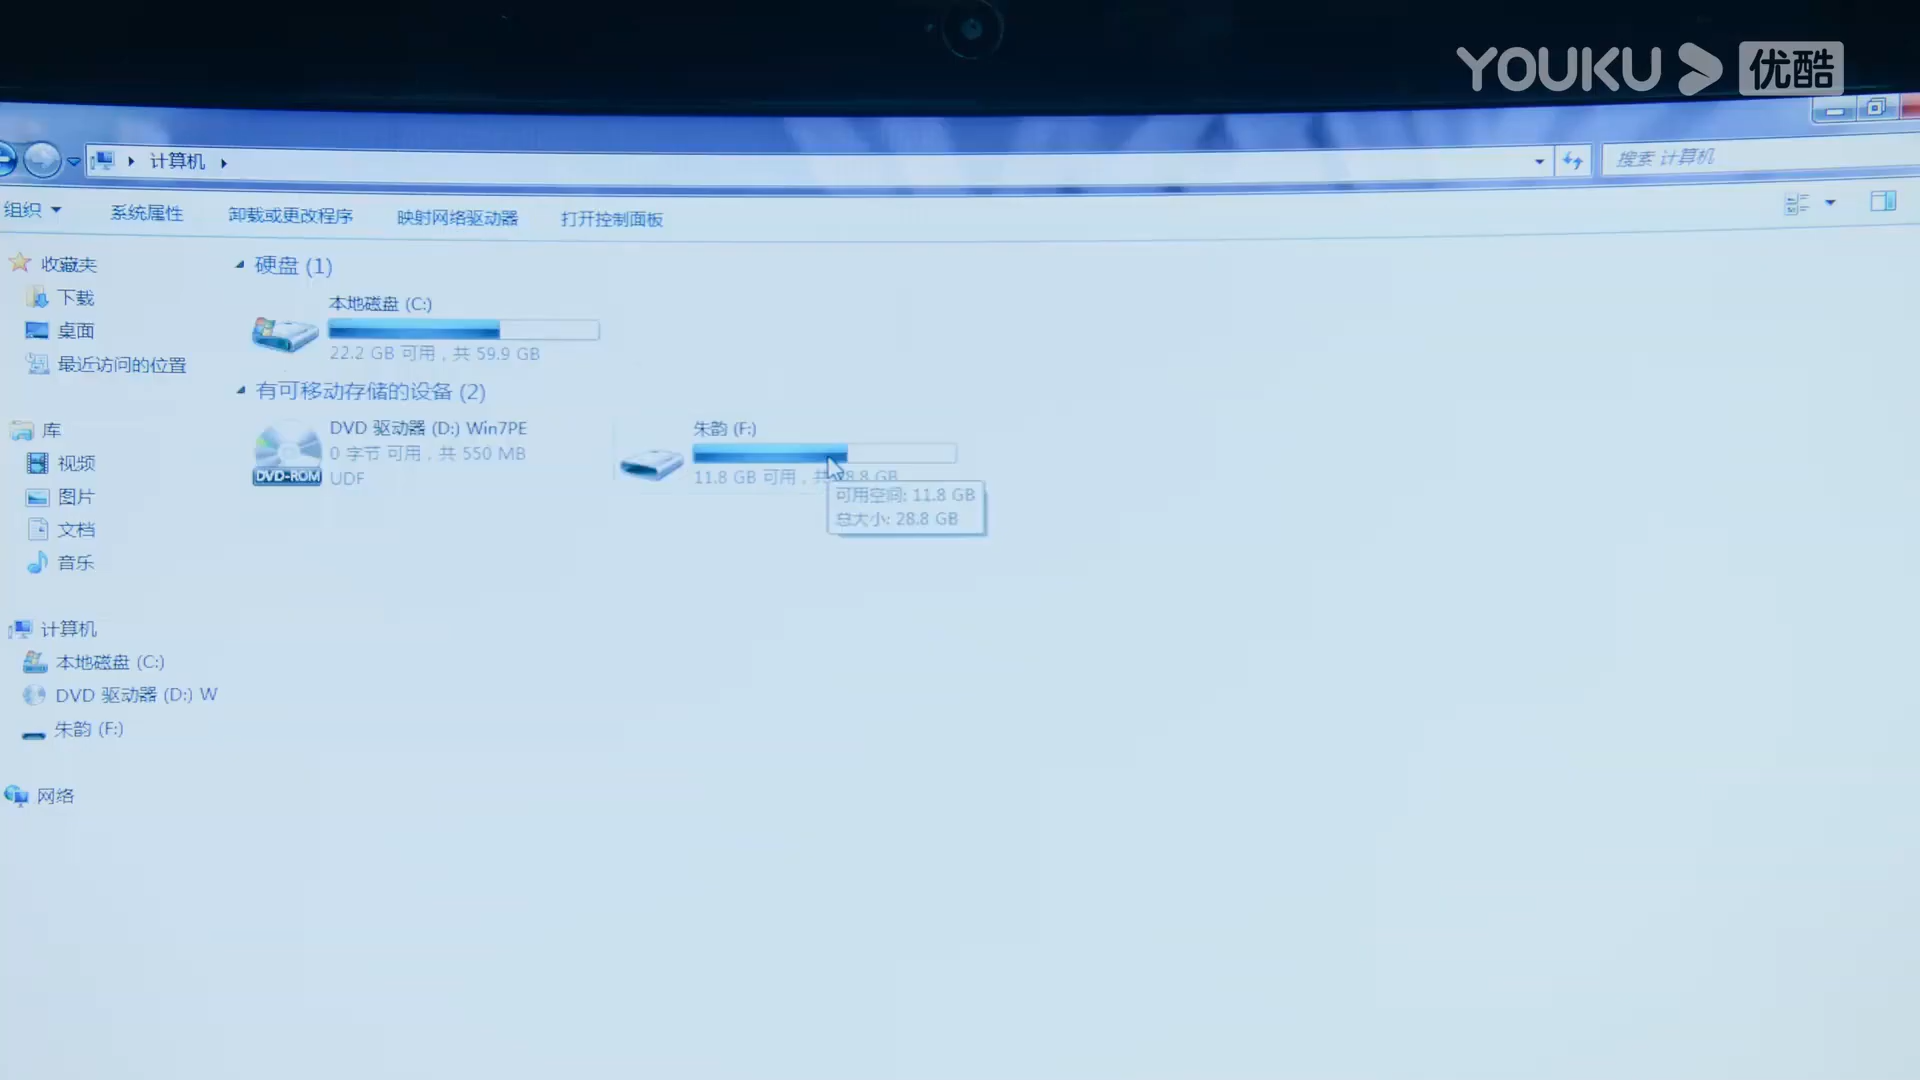 YOUKU 优酷
计算机
搜索 计算机
组织 系统属性 卸载或更改程序 映射网络驱动器 打开控制面板
收藏夹
下载
桌面
最近访问的位置
库
视频
图片
文档
音乐
计算机
本地磁盘 (C:)
DVD 驱动器 (D:) W
朱韵 (F:)
网络
硬盘 (1)
本地磁盘 (C:)
22.2 GB 可用，共 59.9 GB
有可移动存储的设备 (2)
DVD 驱动器 (D:) Win7PE
0 字节 可用，共 550 MB
UDF
DVD-ROM
朱韵 (F:)
11.8 GB 可用，共 28.8 GB
可用空间: 11.8 GB
总大小: 28.8 GB